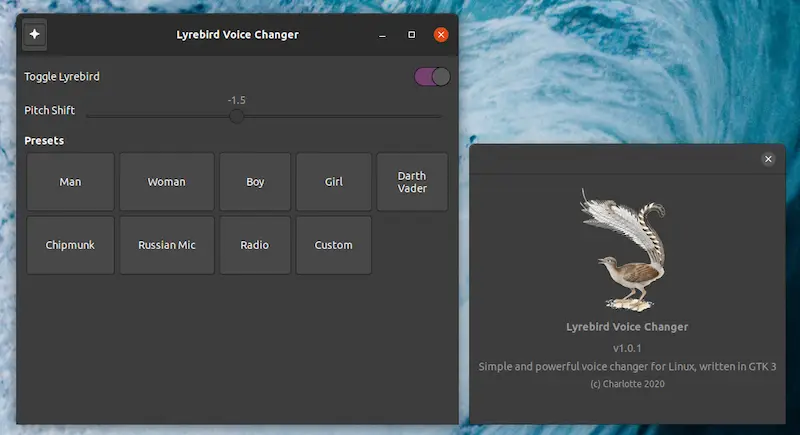 Lyrebird Voice Changer
Toggle Lyrebird
-1.5
Pitch Shift
Presets
Man
Woman
Boy
Girl
Darth
Vader
Chipmunk
Russian Mic
Radio
Custom
Lyrebird Voice Changer
v1.0.1
Simple and powerful voice changer for Linux, written in GTK 3
(c) Charlotte 2020